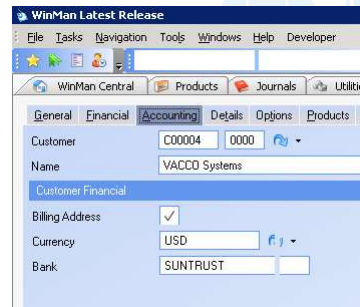 WinMan Latest Release
File Tasks Navigation Tools Windows Help Developer
WinMan Central Products Journals Utiliti
General Financial Accounting Details Options Products
Customer C00004 0000
Name VACCO Systems
Customer Financial
Billing Address
Currency USD
Bank SUNTRUST